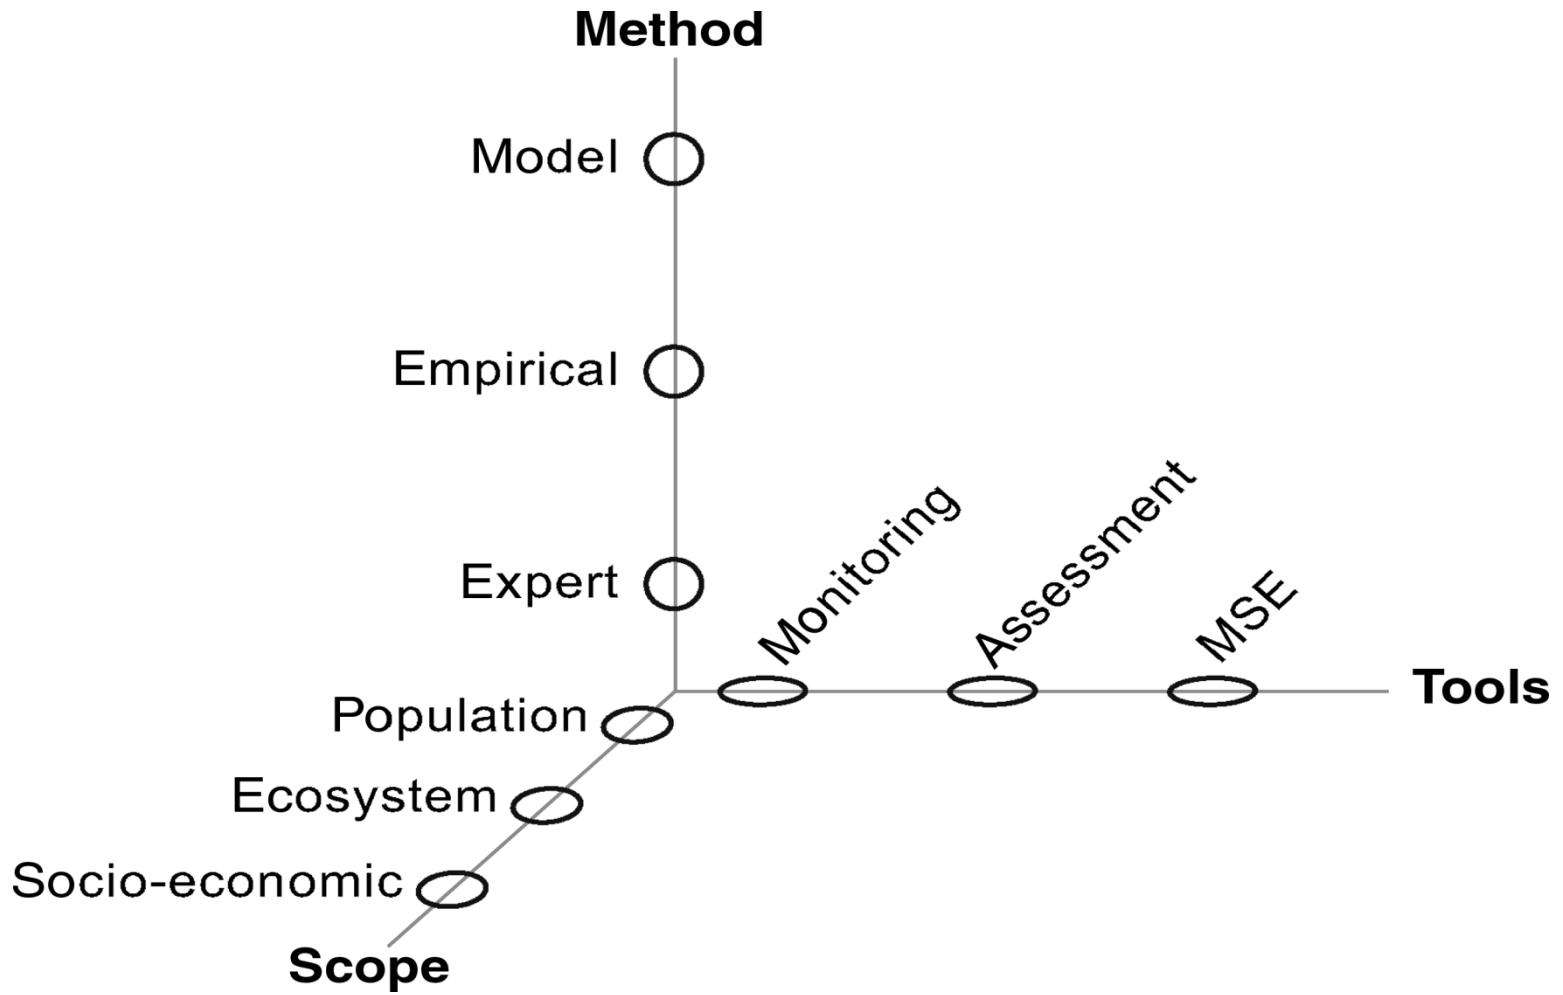 Method
Model
Empirical
Expert
Monitoring
Assessment
MSE
Tools
Population
Ecosystem
Socio-economic
Scope